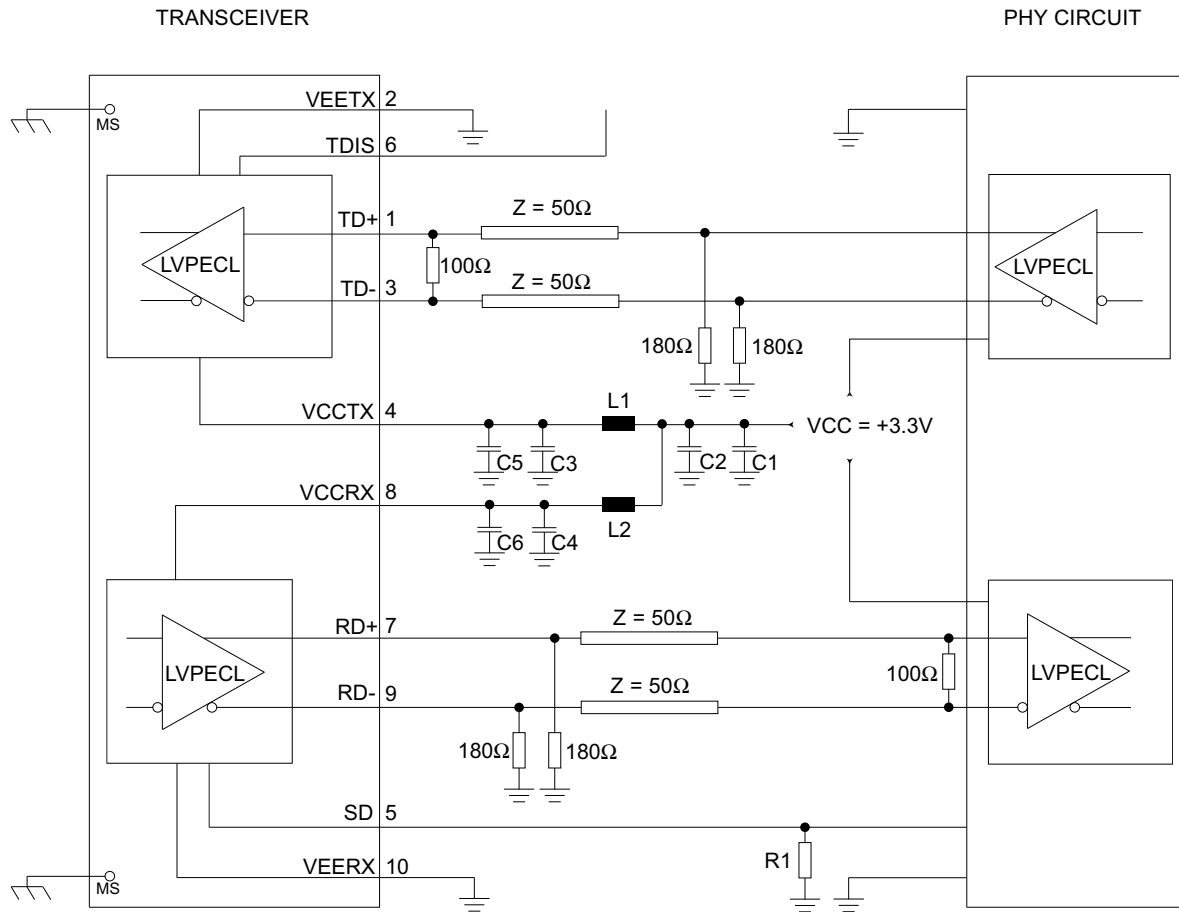 TRANSCEIVER
PHY CIRCUIT
VEETX 2
MS
TDIS 6
TD+ 1
Z = 50Ω
LVPECL
100Ω
LVPECL
TD- 3
Z = 50Ω
180Ω
180Ω
L1
VCCTX 4
VCC = +3.3V
C5
C3
C2
C1
VCCRX 8
L2
C6
C4
RD+ 7
Z = 50Ω
LVPECL
100Ω
LVPECL
RD- 9
Z = 50Ω
180Ω
180Ω
SD 5
R1
VEERX 10
MS